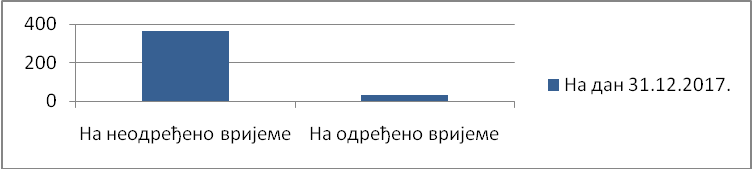 400
200
0
На неодређено вријеме
На одређено вријеме
На дан 31.12.2017.